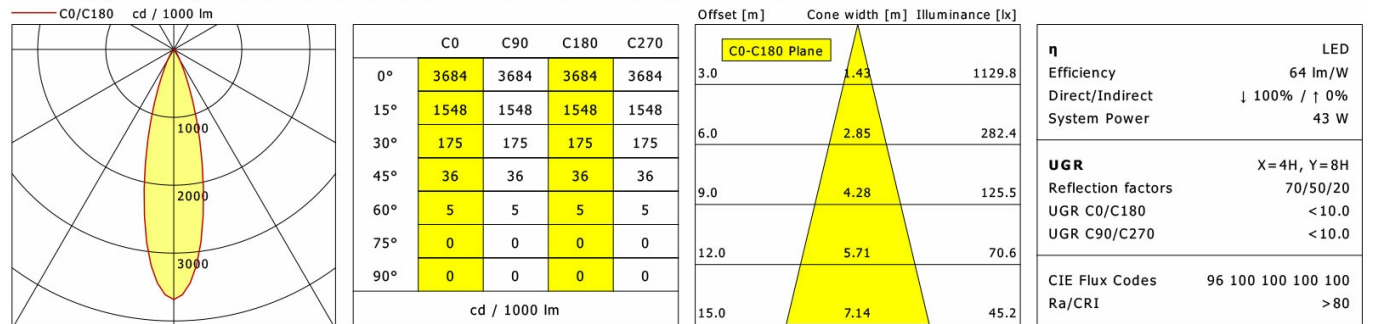 C0/C180 cd / 1000 lm
1000
2000
3000
C0 C90 C180 C270
0° 3684 3684 3684 3684
15° 1548 1548 1548 1548
30° 175 175 175 175
45° 36 36 36 36
60° 5 5 5 5
75° 0 0 0 0
90° 0 0 0 0
cd / 1000 lm
Offset [m] Cone width [m] Illuminance [lx]
C0-C180 Plane
3.0 1.43 1129.8
6.0 2.85 282.4
9.0 4.28 125.5
12.0 5.71 70.6
15.0 7.14 45.2
η LED
Efficiency 64 lm/W
Direct/Indirect ↓ 100% / ↑ 0%
System Power 43 W
UGR X=4H, Y=8H
Reflection factors 70/50/20
UGR C0/C180 <10.0
UGR C90/C270 <10.0
CIE Flux Codes 96 100 100 100 100
Ra/CRI >80